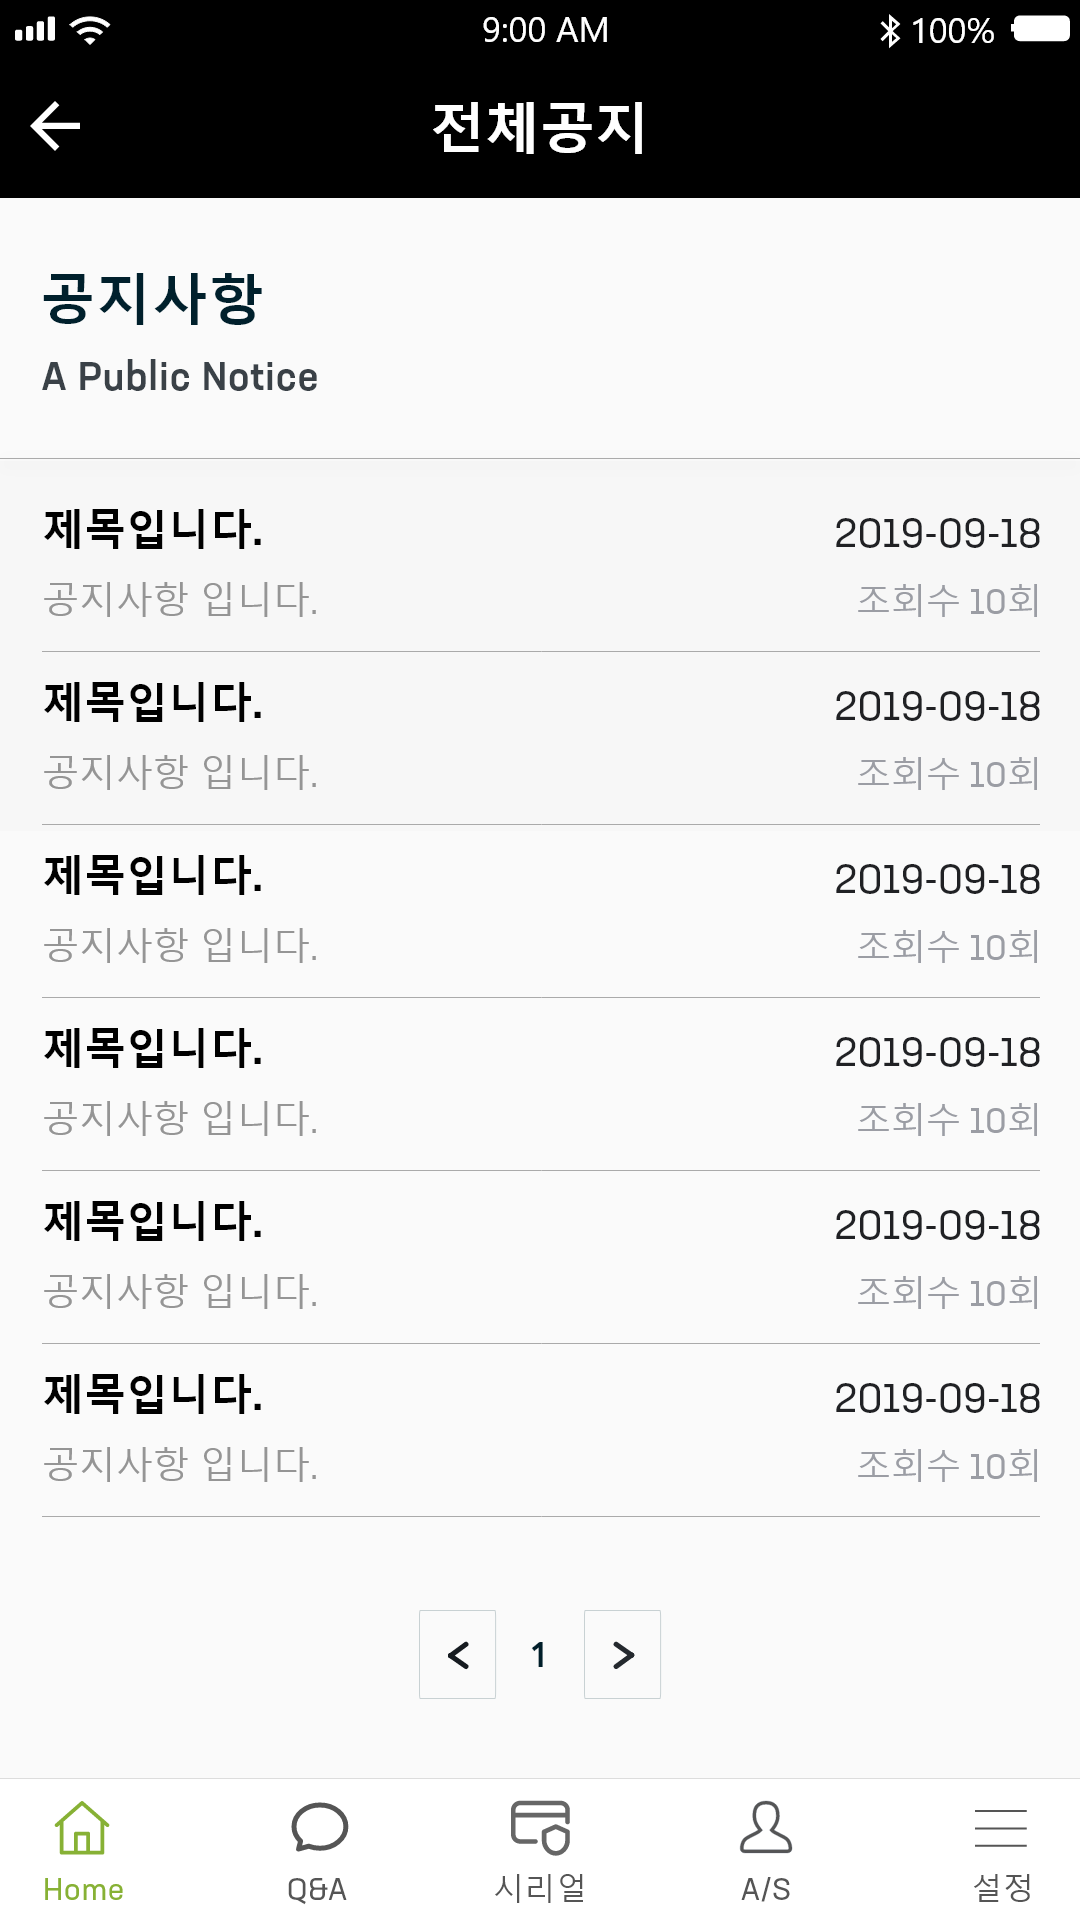 9:00 AM
100%
전체공지
공지사항
A Public Notice
제목입니다.
2019-09-18
공지사항 입니다.
조회수 10회
제목입니다.
2019-09-18
공지사항 입니다.
조회수 10회
제목입니다.
2019-09-18
공지사항 입니다.
조회수 10회
제목입니다.
2019-09-18
공지사항 입니다.
조회수 10회
제목입니다.
2019-09-18
공지사항 입니다.
조회수 10회
제목입니다.
2019-09-18
공지사항 입니다.
조회수 10회
< 1 >
Home
Q&A
시리얼
A/S
설정